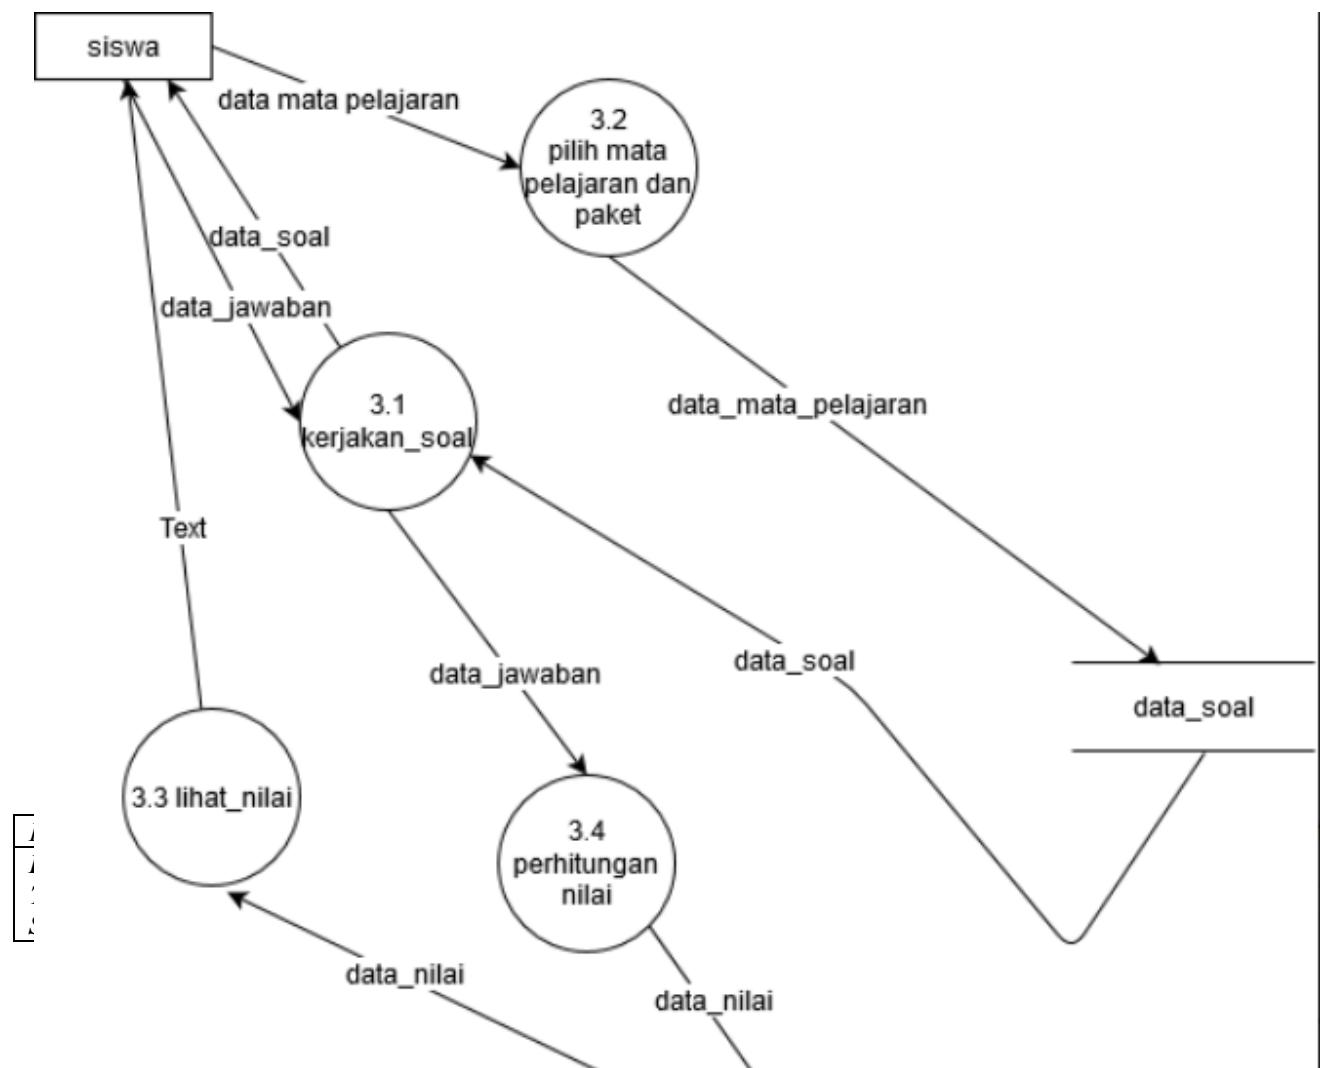 siswa
data mata pelajaran
3.2
pilih mata
pelajaran dan
paket
data_soal
data_jawaban
3.1
kerjakan_soal
data_mata_pelajaran
Text
data_soal
data_jawaban
data_soal
3.3 lihat_nilai
3.4
perhitungan
nilai
data_nilai
data_nilai